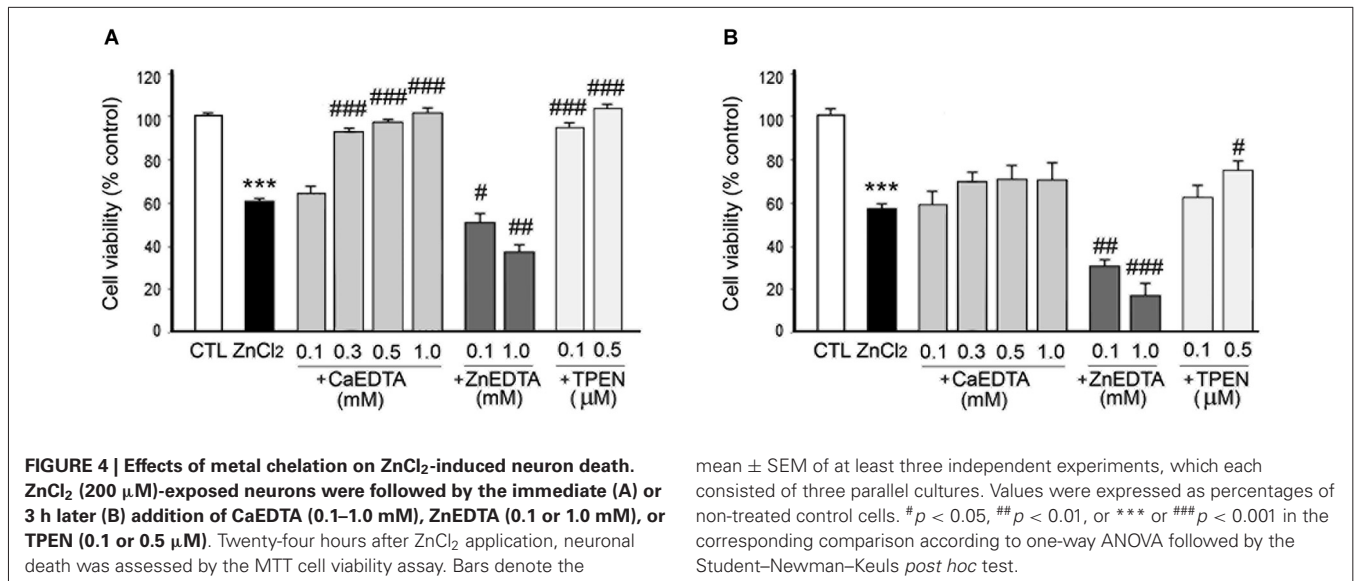 A
Cell viability (% control)
120
100
80
60
40
20
0
***
###
###
###
#
##
###
###
CTL ZnCl₂ 0.1 0.3 0.5 1.0 0.1 1.0 0.1 0.5
+CaEDTA +ZnEDTA +TPEN
(mM) (mM) (μM)
B
Cell viability (% control)
120
100
80
60
40
20
0
***
##
###
#
CTL ZnCl₂ 0.1 0.3 0.5 1.0 0.1 1.0 0.1 0.5
+CaEDTA +ZnEDTA +TPEN
(mM) (mM) (μM)
FIGURE 4 | Effects of metal chelation on ZnCl₂-induced neuron death.
ZnCl₂ (200 μM)-exposed neurons were followed by the immediate (A) or
3 h later (B) addition of CaEDTA (0.1–1.0 mM), ZnEDTA (0.1 or 1.0 mM), or
TPEN (0.1 or 0.5 μM). Twenty-four hours after ZnCl₂ application, neuronal
death was assessed by the MTT cell viability assay. Bars denote the
mean ± SEM of at least three independent experiments, which each
consisted of three parallel cultures. Values were expressed as percentages of
non-treated control cells. #p < 0.05, ##p < 0.01, or *** or ###p < 0.001 in the
corresponding comparison according to one-way ANOVA followed by the
Student–Newman–Keuls post hoc test.